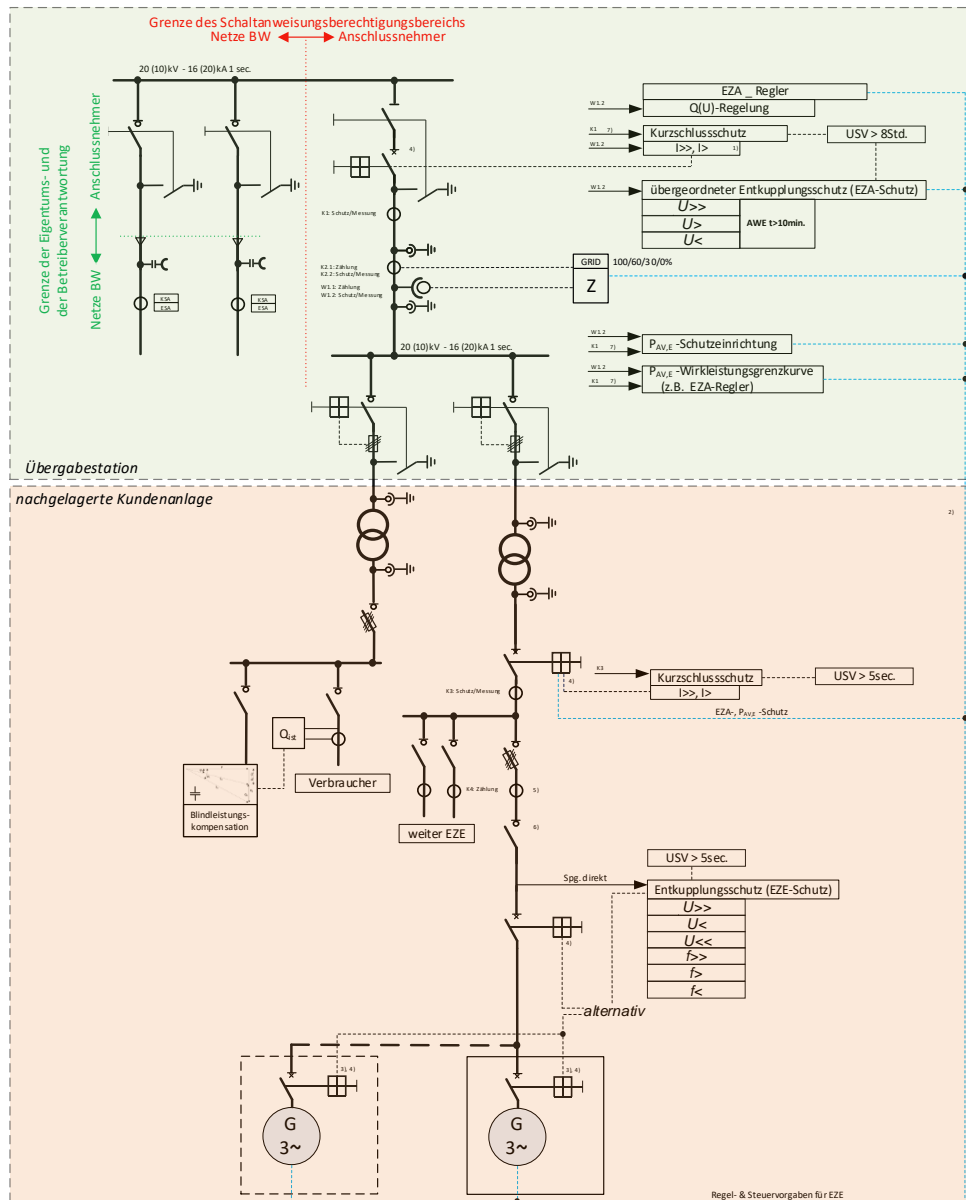 Grenze des Schaltanweisungsberechtigungsbereichs
Netze BW Anschlussnehmer
20 (10)kV - 16 (20)kA 1 sec.
Grenze der Eigentums- und
der Betreiberverantwortung
Netze BW Anschlussnehmer
KSA
ESA
KSA
ESA
4)
K1: Schutz/Messung
K2.1: Zählung
K2.2: Schutz/Messung
W1.1: Zählung
W1.2: Schutz/Messung
GRID
Z
100/60/30/0%
EZA _ Regler
W1.2
Q(U)-Regelung
K1 7)
Kurzschlussschutz
USV > 8Std.
W1.2
I>>, I> 1)
W1.2
übergeordneter Entkupplungsschutz (EZA-Schutz)
U>>
U>
AWE t>10min.
U<
W1.2
K1 7)
PAV,E -Schutzeinrichtung
W1.2
K1 7)
PAV,E -Wirkleistungsgrenzkurve
(z.B. EZA-Regler)
20 (10)kV - 16 (20)kA 1 sec.
Übergabestation
nachgelagerte Kundenanlage
2)
K3: Schutz/Messung
4)
K3
Kurzschlussschutz
USV > 5sec.
I>>, I>
EZA-, PAV,E -Schutz
Qist
Verbraucher
Blindleistungs-
kompensation
K4: Zählung
5)
weiter EZE
6)
USV > 5sec.
Spg. direkt
Entkupplungsschutz (EZE-Schutz)
U>>
U<
U<<
f>>
f>
f<
4)
alternativ
3), 4)
3), 4)
G
3~
G
3~
Regel- & Steuervorgaben für EZE